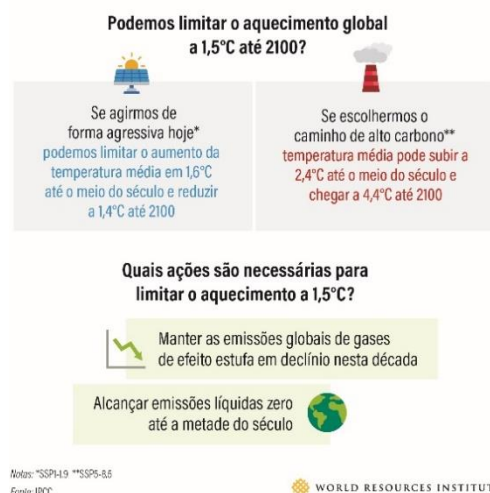 Podemos limitar o aquecimento global
a 1,5°C até 2100?
Se agirmos de
forma agressiva hoje*
podemos limitar o aumento da
temperatura média em 1,6°C
até o meio do século e reduzir
a 1,4°C até 2100
Se escolhermos o
caminho de alto carbono**
temperatura média pode subir a
2,4°C até o meio do século e
chegar a 4,4°C até 2100
Quais ações são necessárias para
limitar o aquecimento a 1,5°C?
Manter as emissões globais de gases
de efeito estufa em declínio nesta década
Alcançar emissões líquidas zero
até a metade do século
Notas: *SSP1-1.9 **SSP5-8.5
Fonte: IPCC
WORLD RESOURCES INSTITUT